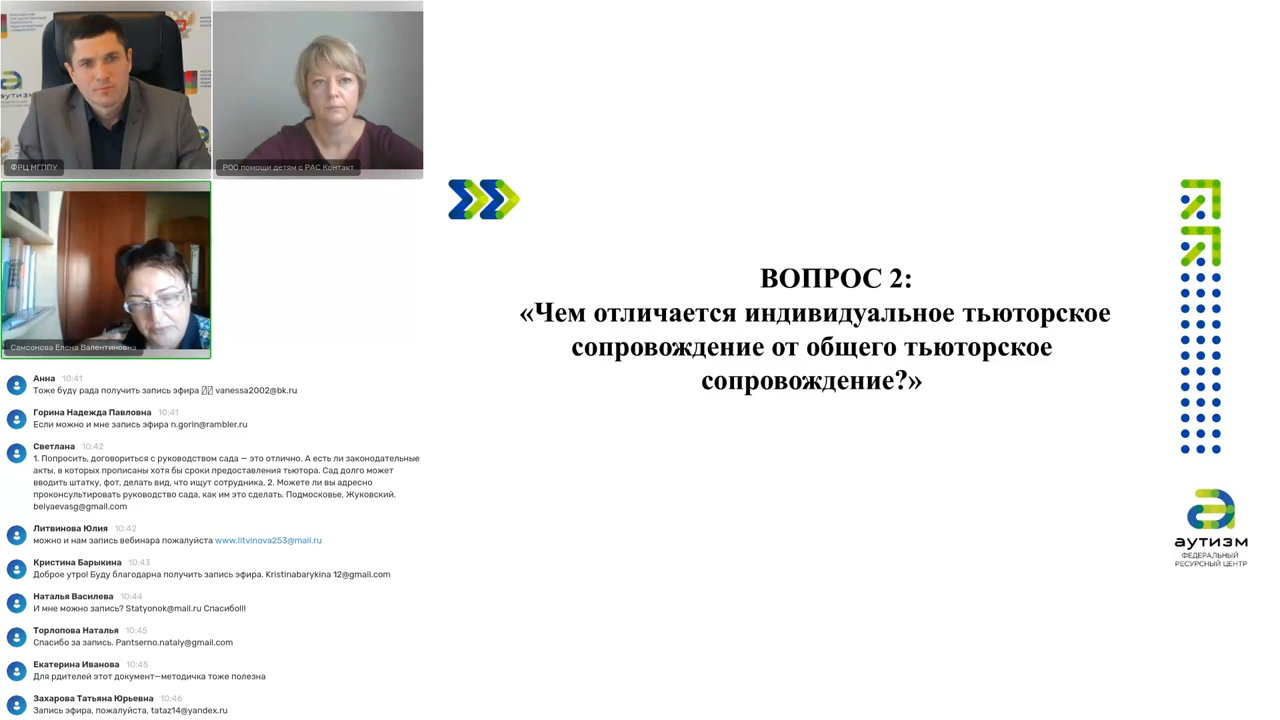 ФРЦ МГППУ
РОО помощи детям с РАС Контакт
Самсонова Елена Валентиновна
Анна 10:41
Тоже буду рада получить запись эфира vanessa2002@bk.ru
Горина Надежда Павловна 10:41
Если можно и мне запись эфира n.gorin@rambler.ru
Светлана 10:42
1. Попросить, договориться с руководством сада — это отлично. А есть ли законодательные
акты, в которых прописаны хотя бы сроки предоставления тьютора. Сад долго может
вводить штатку, фот, делать вид, что ищут сотрудника, 2. Можете ли вы адресно
проконсультировать руководство сада, как им это сделать. Подмосковье, Жуковский,
belyaevasg@gmail.com
Литвинова Юлия 10:42
можно и нам запись вебинара пожалуйста www.litvinova253@mail.ru
Кристина Барыкина 10:43
Доброе утро! Буду благодарна получить запись эфира. Kristinabarykina 12@gmail.com
Наталья Василева 10:44
И мне можно запись? Statyonok@mail.ru Спасибо!!!
Торлопова Наталья 10:45
Спасибо за запись. Pantserno.nataly@gmail.com
Екатерина Иванова 10:45
Для рдителей этот документ—методичка тоже полезна
Захарова Татьяна Юрьевна 10:46
Запись эфира, пожалуйста, tataz14@yandex.ru
ВОПРОС 2:
«Чем отличается индивидуальное тьюторское
сопровождение от общего тьюторское
сопровождение?»
аутизм
ФЕДЕРАЛЬНЫЙ
РЕСУРСНЫЙ ЦЕНТР